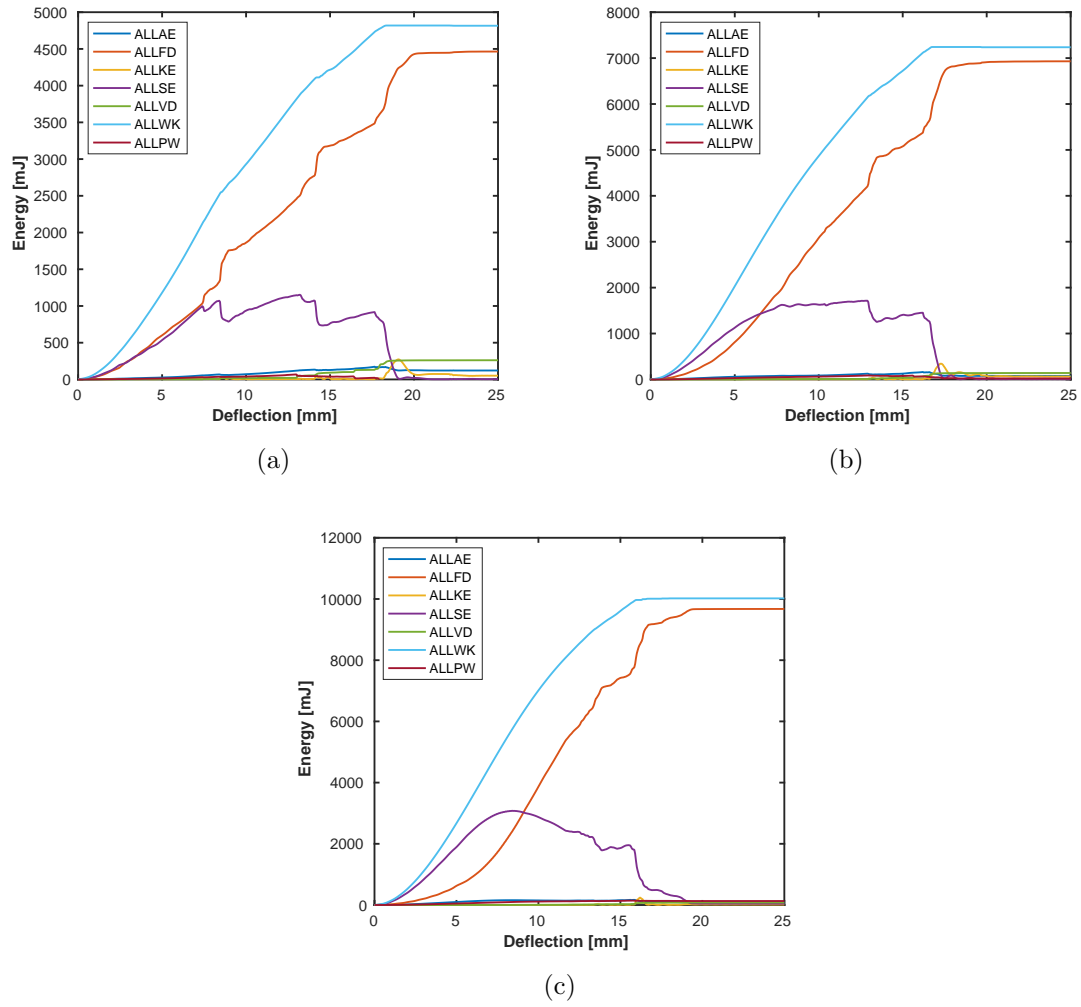 5000
4500
4000
3500
3000
2500
2000
1500
1000
500
0
Energy [mJ]
ALLAE
ALLFD
ALLKE
ALLSE
ALLVD
ALLWK
ALLPW
0 5 10 15 20 25
Deflection [mm]
(a)
8000
7000
6000
5000
4000
3000
2000
1000
0
Energy [mJ]
ALLAE
ALLFD
ALLKE
ALLSE
ALLVD
ALLWK
ALLPW
0 5 10 15 20 25
Deflection [mm]
(b)
12000
10000
8000
6000
4000
2000
0
Energy [mJ]
ALLAE
ALLFD
ALLKE
ALLSE
ALLVD
ALLWK
ALLPW
0 5 10 15 20 25
Deflection [mm]
(c)